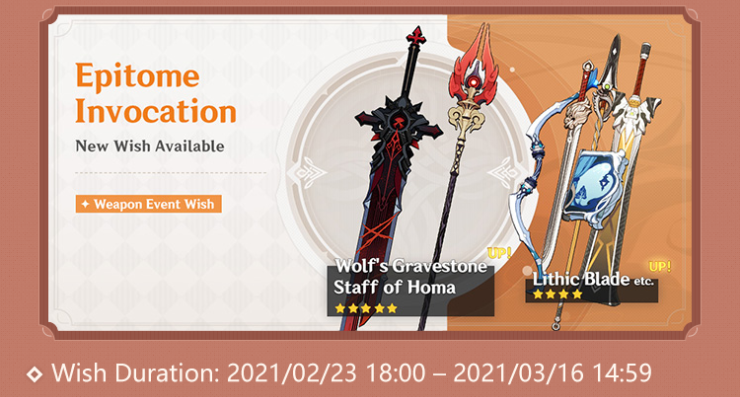 Epitome
Invocation
New Wish Available
✦ Weapon Event Wish
UP!
Wolf's Gravestone
Staff of Homa
★★★★★
UP!
Lithic Blade etc.
★★★★
Wish Duration: 2021/02/23 18:00 – 2021/03/16 14:59